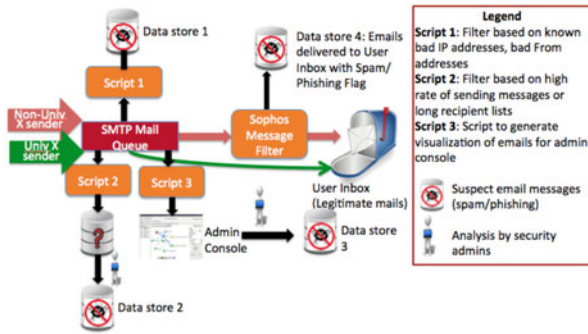 Data store 1
Data store 4: Emails
delivered to User
Inbox with Spam/
Phishing Flag
Script 1
Non-Univ
X sender
SMTP Mail
Queue
Sophos
Message
Filter
Univ X
sender
Script 2
Script 3
User Inbox
(Legitimate mails)
?
Admin
Console
Data store
3
Data store 2
Legend
Script 1: Filter based on known
bad IP addresses, bad From
addresses
Script 2: Filter based on high
rate of sending messages or
long recipient lists
Script 3: Script to generate
visualization of emails for admin
console
Suspect email messages
(spam/phishing)
Analysis by security
admins